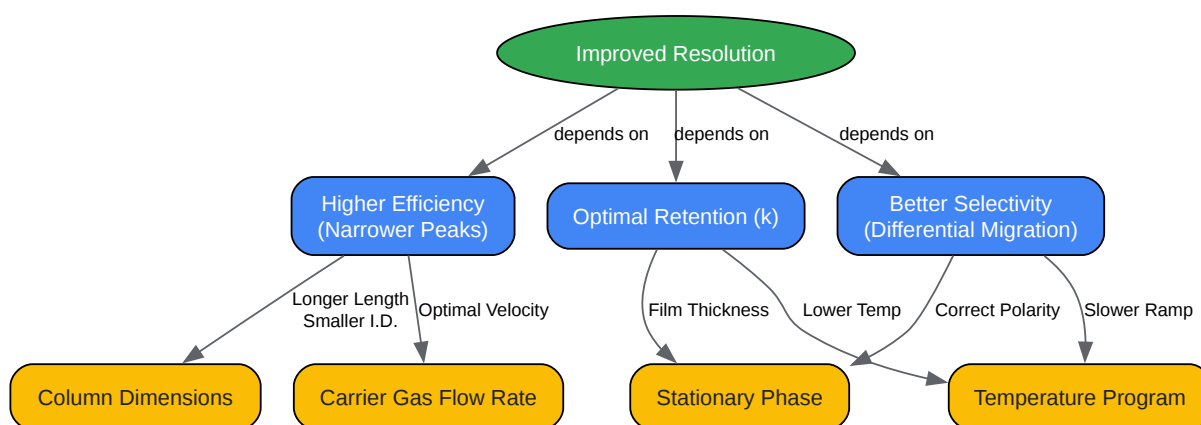 Improved Resolution
depends on
depends on
depends on
Higher Efficiency
(Narrower Peaks)
Optimal Retention (k)
Better Selectivity
(Differential Migration)
Longer Length
Smaller I.D.
Optimal Velocity
Film Thickness
Lower Temp
Correct Polarity
Slower Ramp
Column Dimensions
Carrier Gas Flow Rate
Stationary Phase
Temperature Program